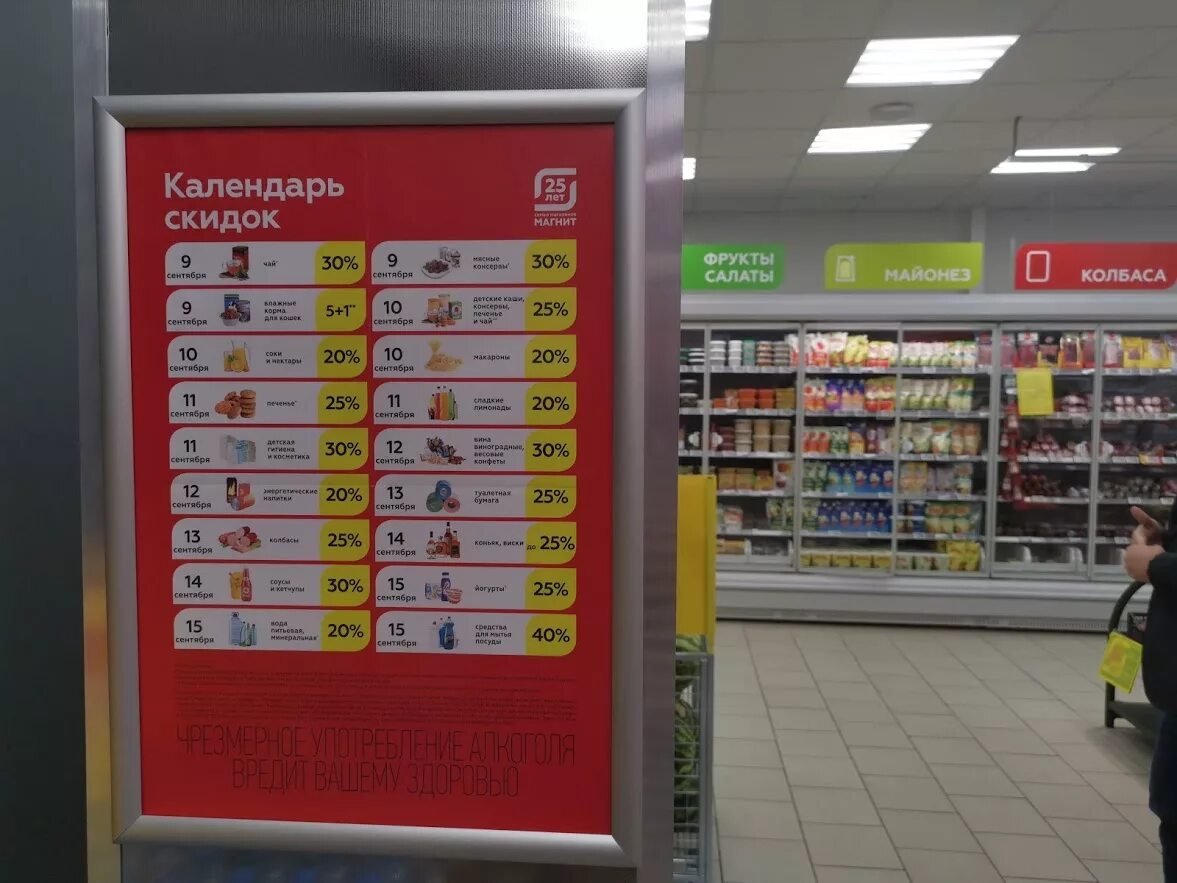 Календарь
скидок
25
лет
СЕМЬЯ МАГАЗИНОВ
МАГНИТ
9
сентября
чай*
30%
9
сентября
влажные
корма
для кошек
5+1**
10
сентября
соки
и нектары
20%
11
сентября
печенье*
25%
11
сентября
детская
гигиена
и косметика
30%
12
сентября
энергетические
напитки
20%
13
сентября
колбасы
25%
14
сентября
соусы
и кетчупы
30%
15
сентября
вода
питьевая,
минеральная*
20%
9
сентября
мясные
консервы*
30%
10
сентября
детские каши,
консервы,
печенье
и чай**
25%
10
сентября
макароны
20%
11
сентября
сладкие
лимонады
20%
12
сентября
вина
виноградные,
весовые
конфеты
30%
13
сентября
туалетная
бумага
25%
14
сентября
коньяк, виски
до 25%
15
сентября
йогурты*
25%
15
сентября
средства
для мытья
посуды
40%
ЧРЕЗМЕРНОЕ УПОТРЕБЛЕНИЕ АЛКОГОЛЯ
ВРЕДИТ ВАШЕМУ ЗДОРОВЬЮ
ФРУКТЫ
САЛАТЫ
МАЙОНЕЗ
КОЛБАСА